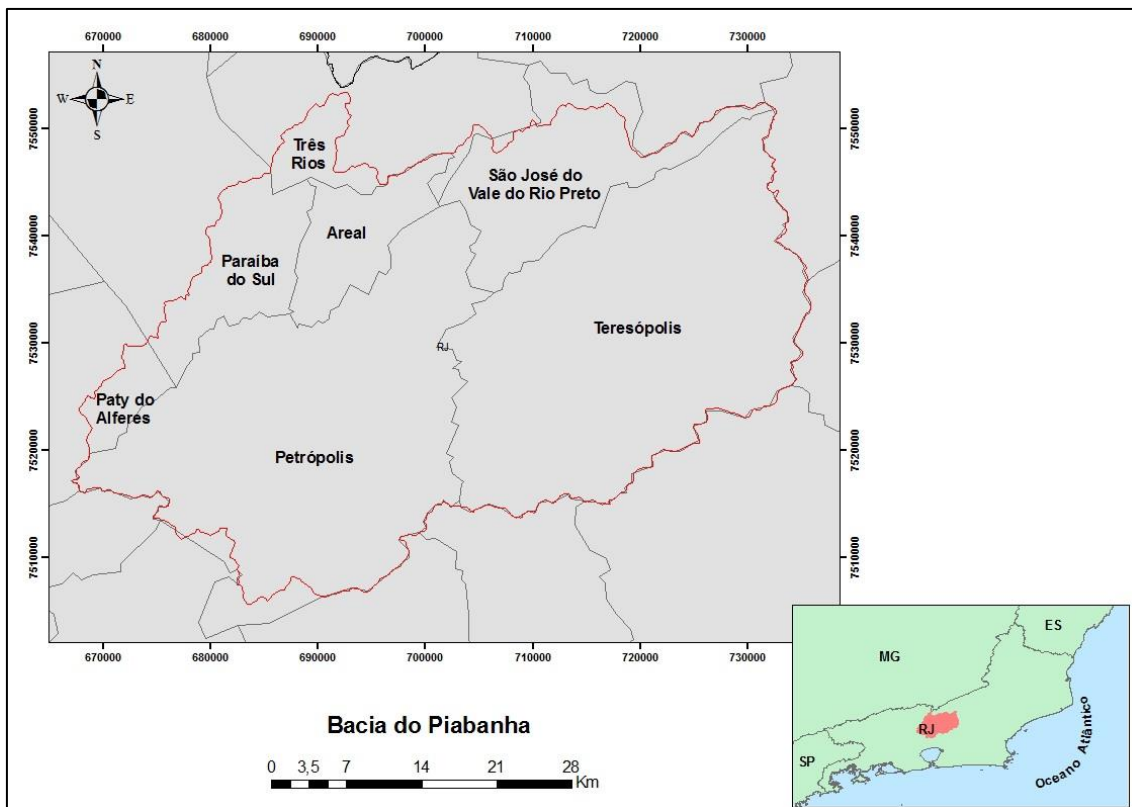 670000 680000 690000 700000 710000 720000 730000
N
W E
S
7550000 7550000
Três
Rios
São José do
Vale do Rio Preto
7540000 7540000
Areal
Paraíba
do Sul
7530000 7530000
Teresópolis
RJ
Paty do
Alferes
7520000 7520000
Petrópolis
7510000 7510000
670000 680000 690000 700000 710000 720000 730000
Bacia do Piabanha
0 3,5 7 14 21 28
Km
ES
MG
RJ
SP
Oceano Atlântico